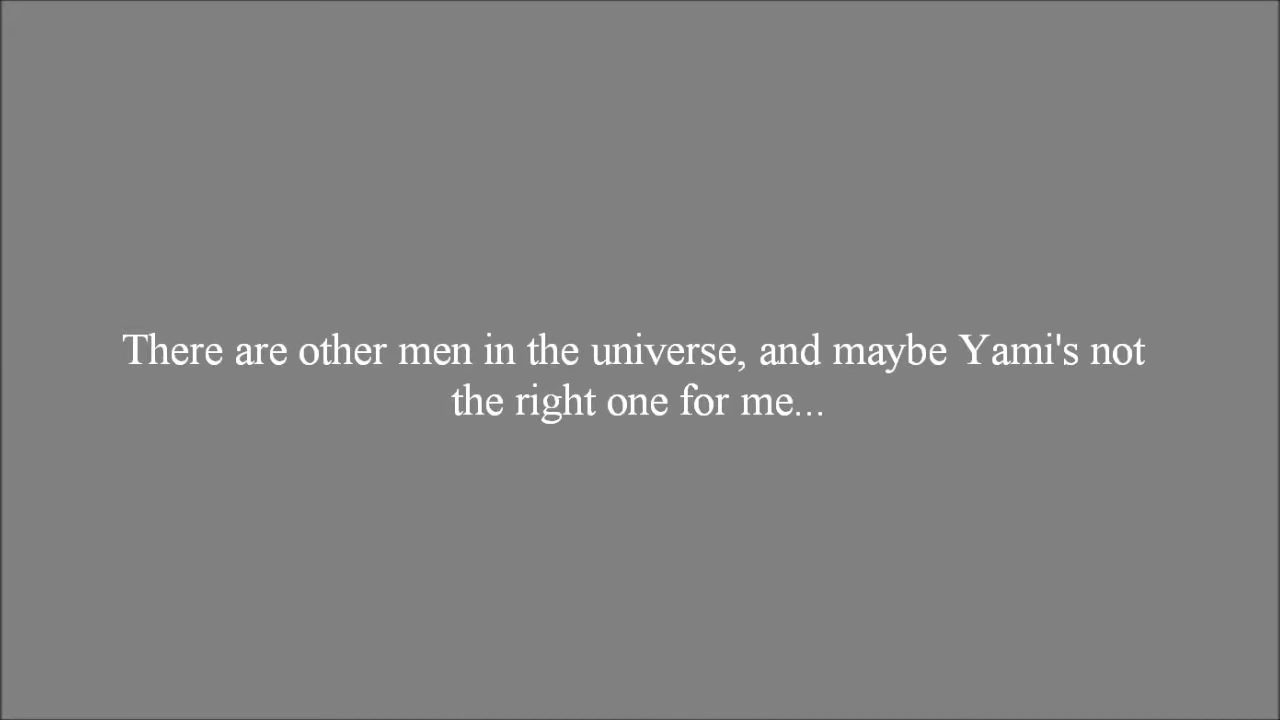 There are other men in the universe, and maybe Yami's not
the right one for me...